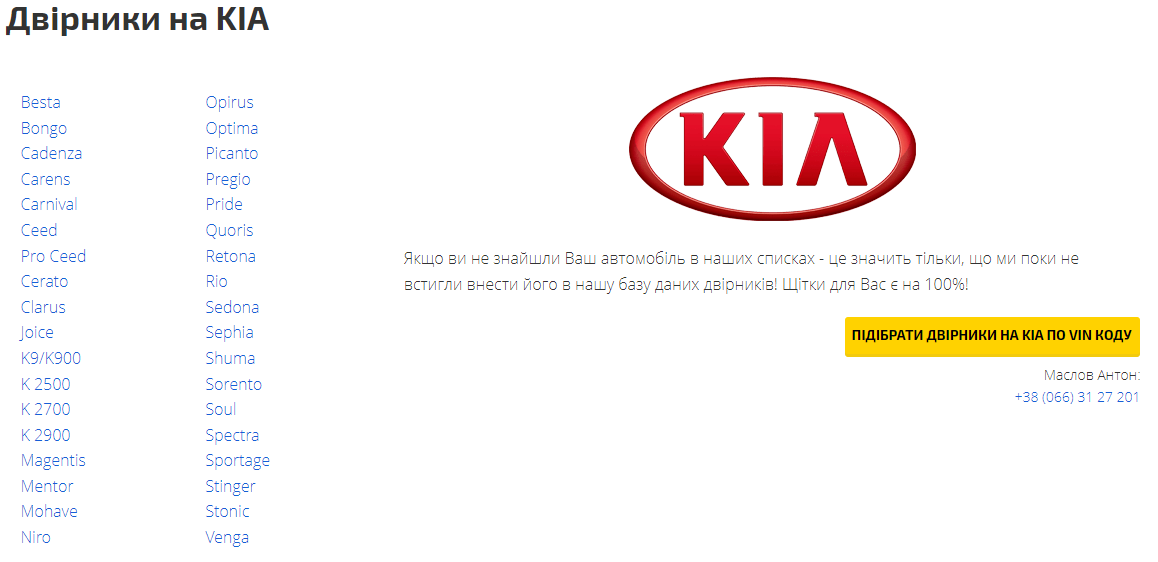 Двірники на KIA
Besta
Bongo
Cadenza
Carens
Carnival
Ceed
Pro Ceed
Cerato
Clarus
Joice
K9/K900
K 2500
K 2700
K 2900
Magentis
Mentor
Mohave
Niro
Opirus
Optima
Picanto
Pregio
Pride
Quoris
Retona
Rio
Sedona
Sephia
Shuma
Sorento
Soul
Spectra
Sportage
Stinger
Stonic
Venga
KIA
Якщо ви не знайшли Ваш автомобіль в наших списках - це значить тільки, що ми поки не
встигли внести його в нашу базу даних двірників! Щітки для Вас є на 100%!
ПІДІБРАТИ ДВІРНИКИ НА KIA ПО VIN КОДУ
Маслов Антон:
+38 (066) 31 27 201